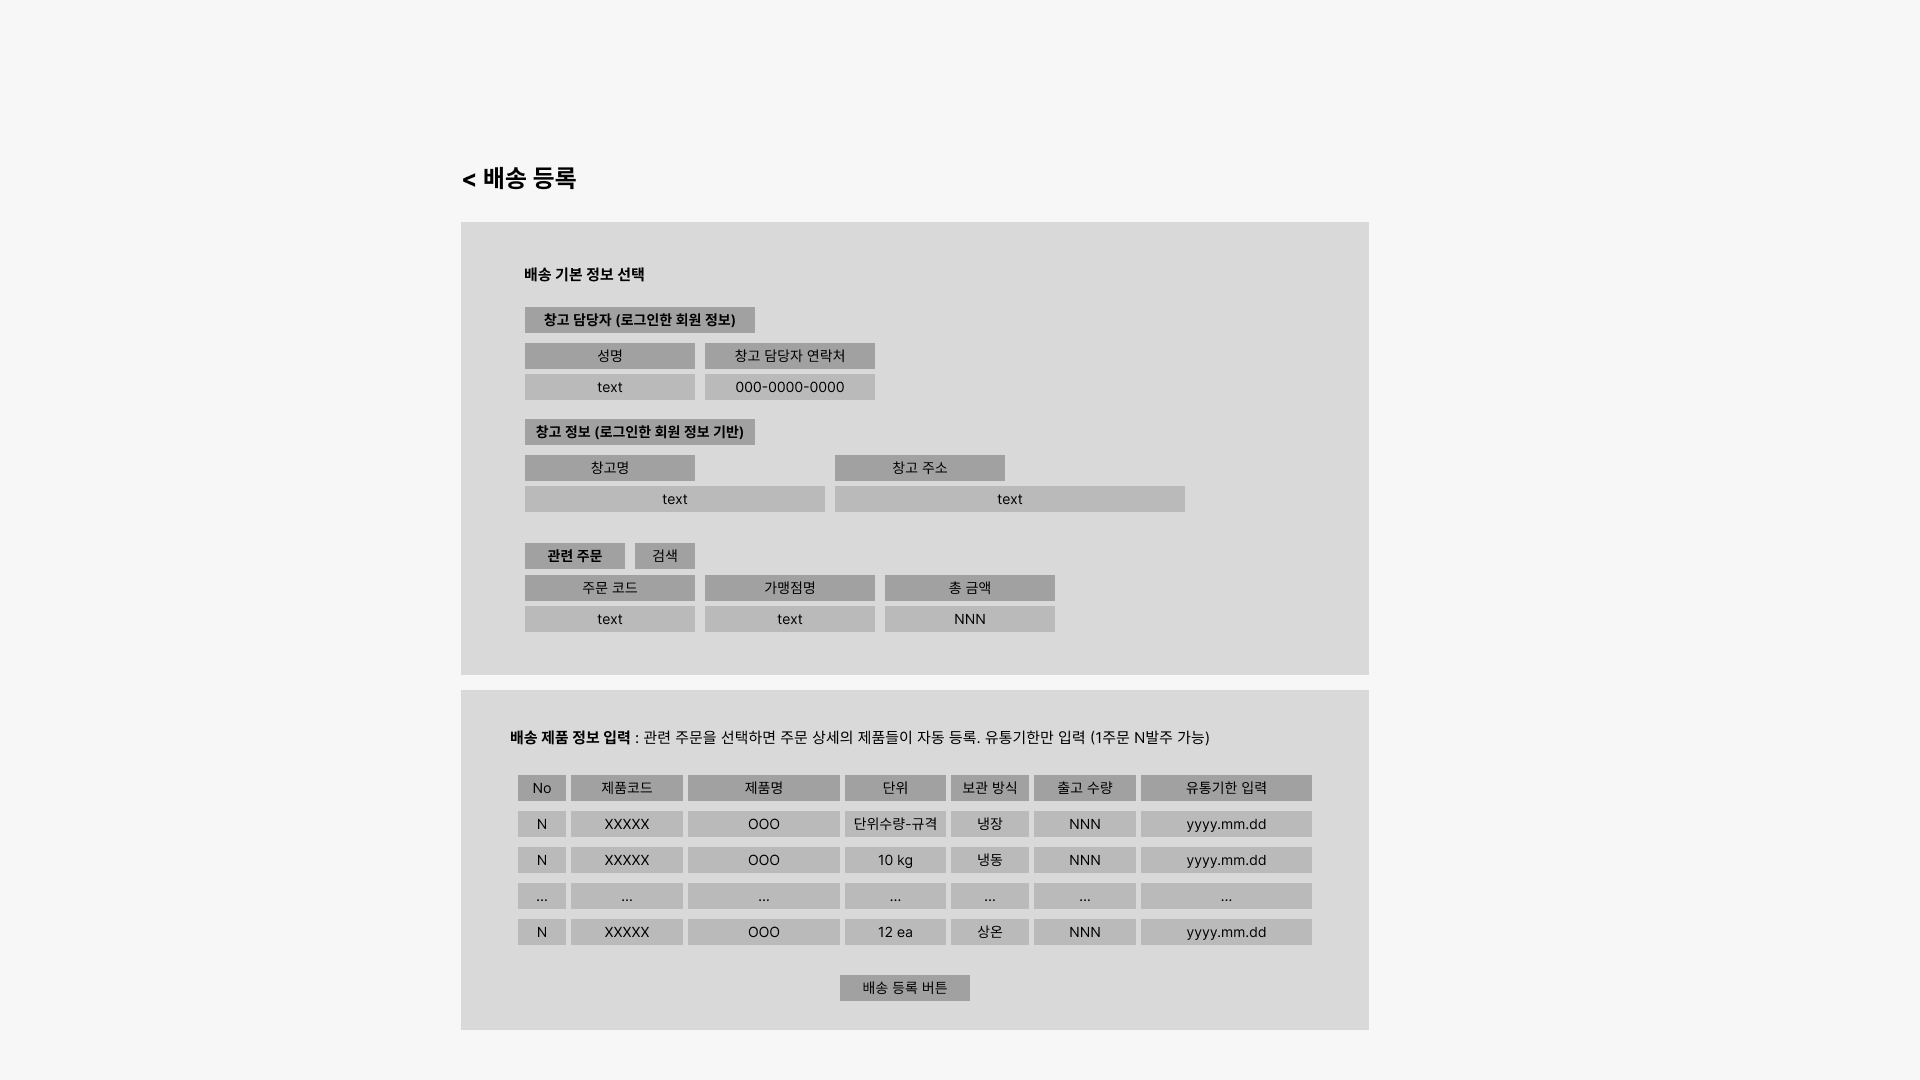 < 배송 등록
배송 기본 정보 선택
창고 담당자 (로그인한 회원 정보)
성명 창고 담당자 연락처
text 000-0000-0000
창고 정보 (로그인한 회원 정보 기반)
창고명 창고 주소
text text
관련 주문 검색
주문 코드 가맹점명 총 금액
text text NNN
배송 제품 정보 입력 : 관련 주문을 선택하면 주문 상세의 제품들이 자동 등록. 유통기한만 입력 (1주문 N발주 가능)
No 제품코드 제품명 단위 보관 방식 출고 수량 유통기한 입력
N XXXXX OOO 단위수량-규격 냉장 NNN yyyy.mm.dd
N XXXXX OOO 10 kg 냉동 NNN yyyy.mm.dd
... ... ... ... ... ... ...
N XXXXX OOO 12 ea 상온 NNN yyyy.mm.dd
배송 등록 버튼